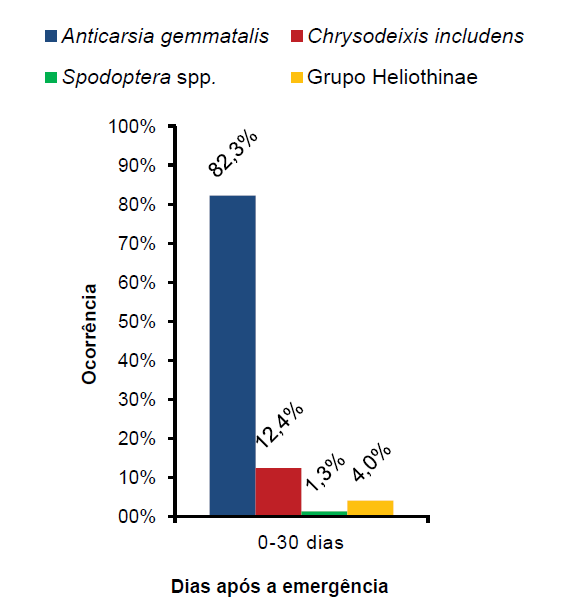 Anticarsia gemmatalis
Chrysodeixis includens
Spodoptera spp.
Grupo Heliothinae
100%
90%
80%
70%
60%
50%
40%
30%
20%
10%
00%
Ocorrência
82,3%
12,4%
1,3%
4,0%
0-30 dias
Dias após a emergência